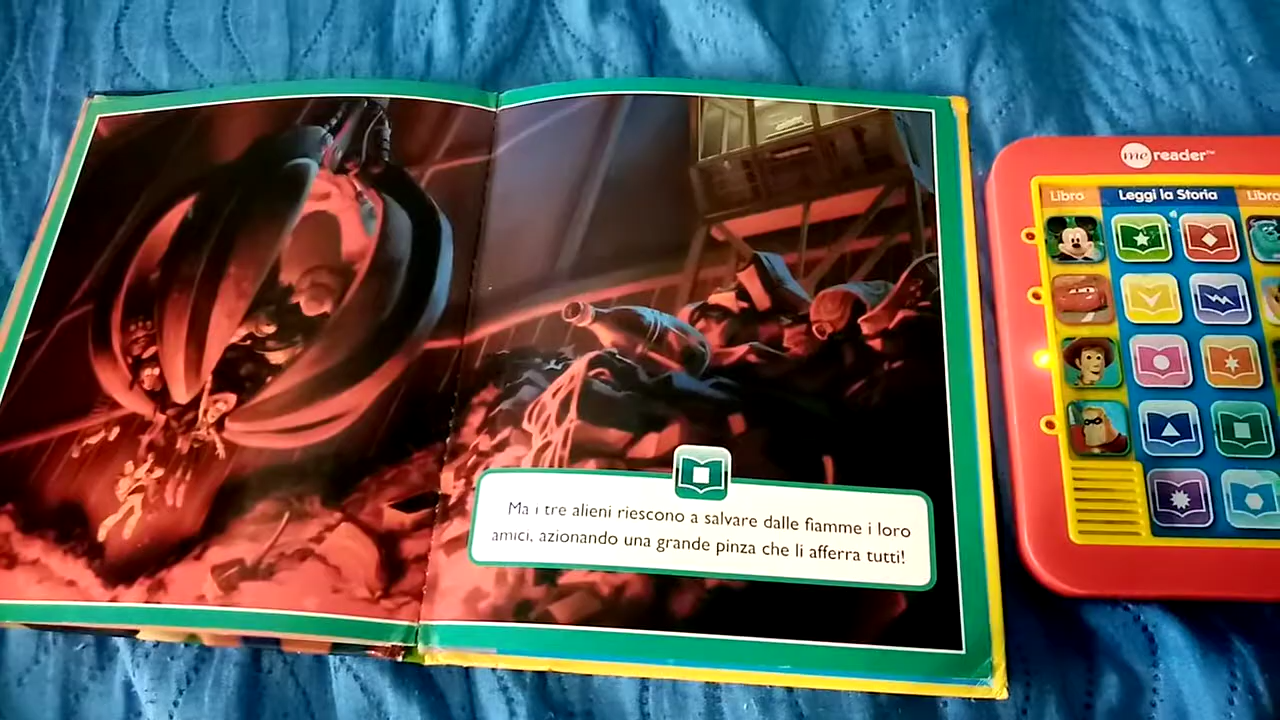 Ma i tre alieni riescono a salvare dalle fiamme i loro
amici, azionando una grande pinza che li afferra tutti!
me reader™
Libro
Leggi la Storia
Libro